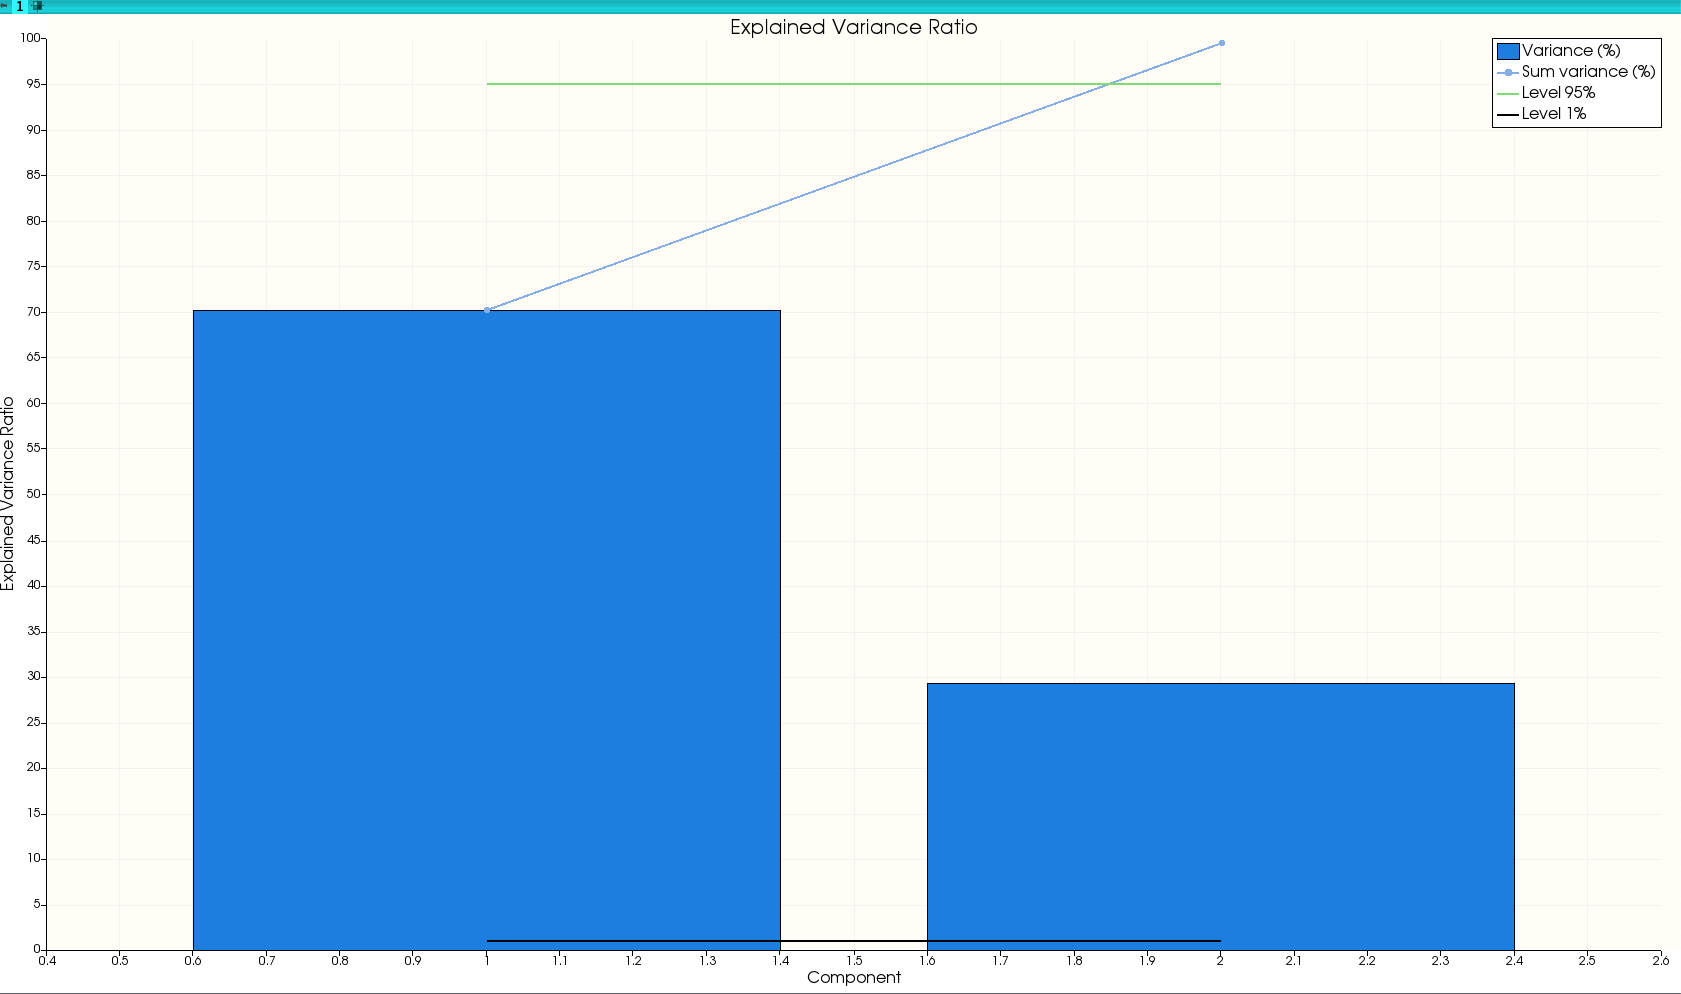 1
Explained Variance Ratio
Variance (%)
Sum variance (%)
Level 95%
Level 1%
Explained Variance Ratio
100
95
90
85
80
75
70
65
60
55
50
45
40
35
30
25
20
15
10
5
0
0.4 0.5 0.6 0.7 0.8 0.9 1 1.1 1.2 1.3 1.4 1.5 1.6 1.7 1.8 1.9 2 2.1 2.2 2.3 2.4 2.5 2.6
Component